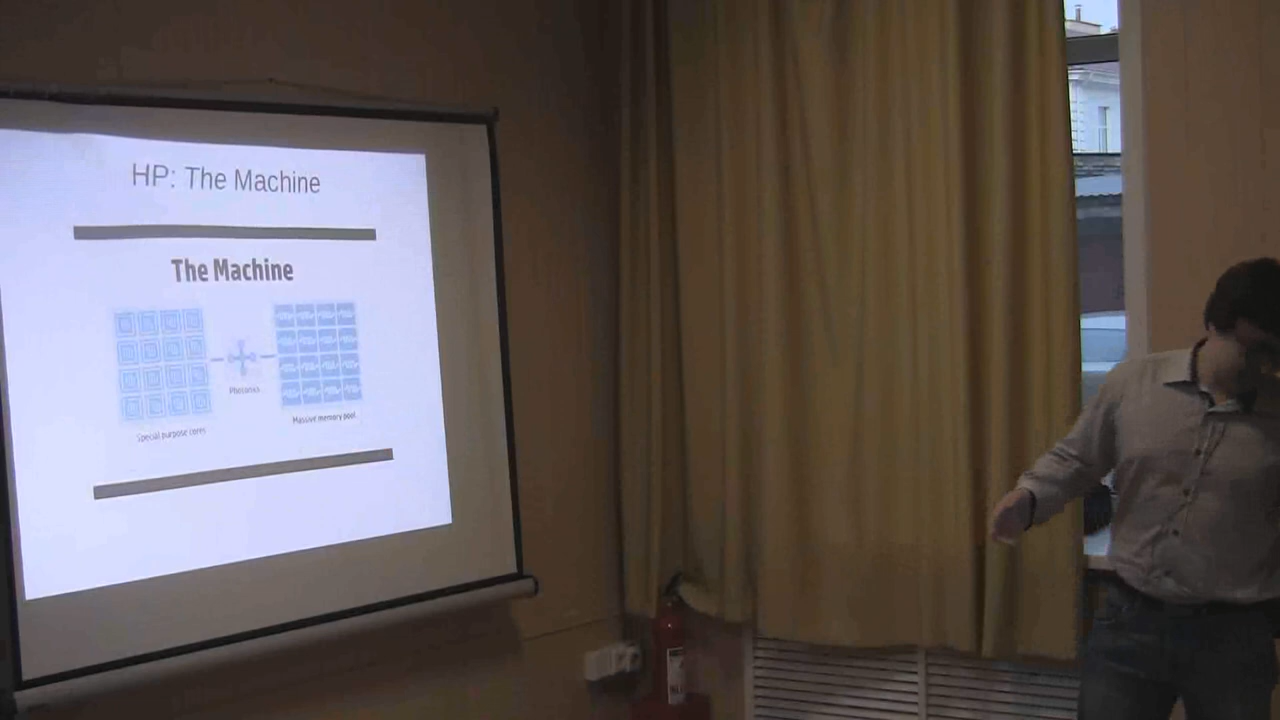 HP: The Machine
The Machine
Photonics
Massive memory pool
Special purpose cores